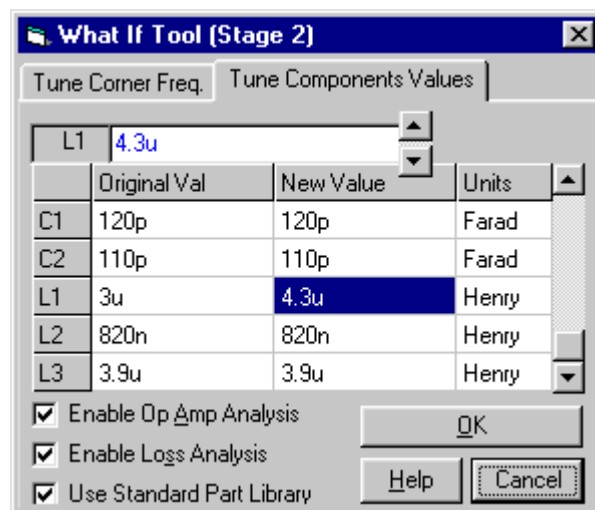 What If Tool (Stage 2)
Tune Corner Freq. Tune Components Values
L1 4.3u
Original Val New Value Units
C1 120p 120p Farad
C2 110p 110p Farad
L1 3u 4.3u Henry
L2 820n 820n Henry
L3 3.9u 3.9u Henry
Enable Op Amp Analysis
OK
Enable Loss Analysis
Help Cancel
Use Standard Part Library